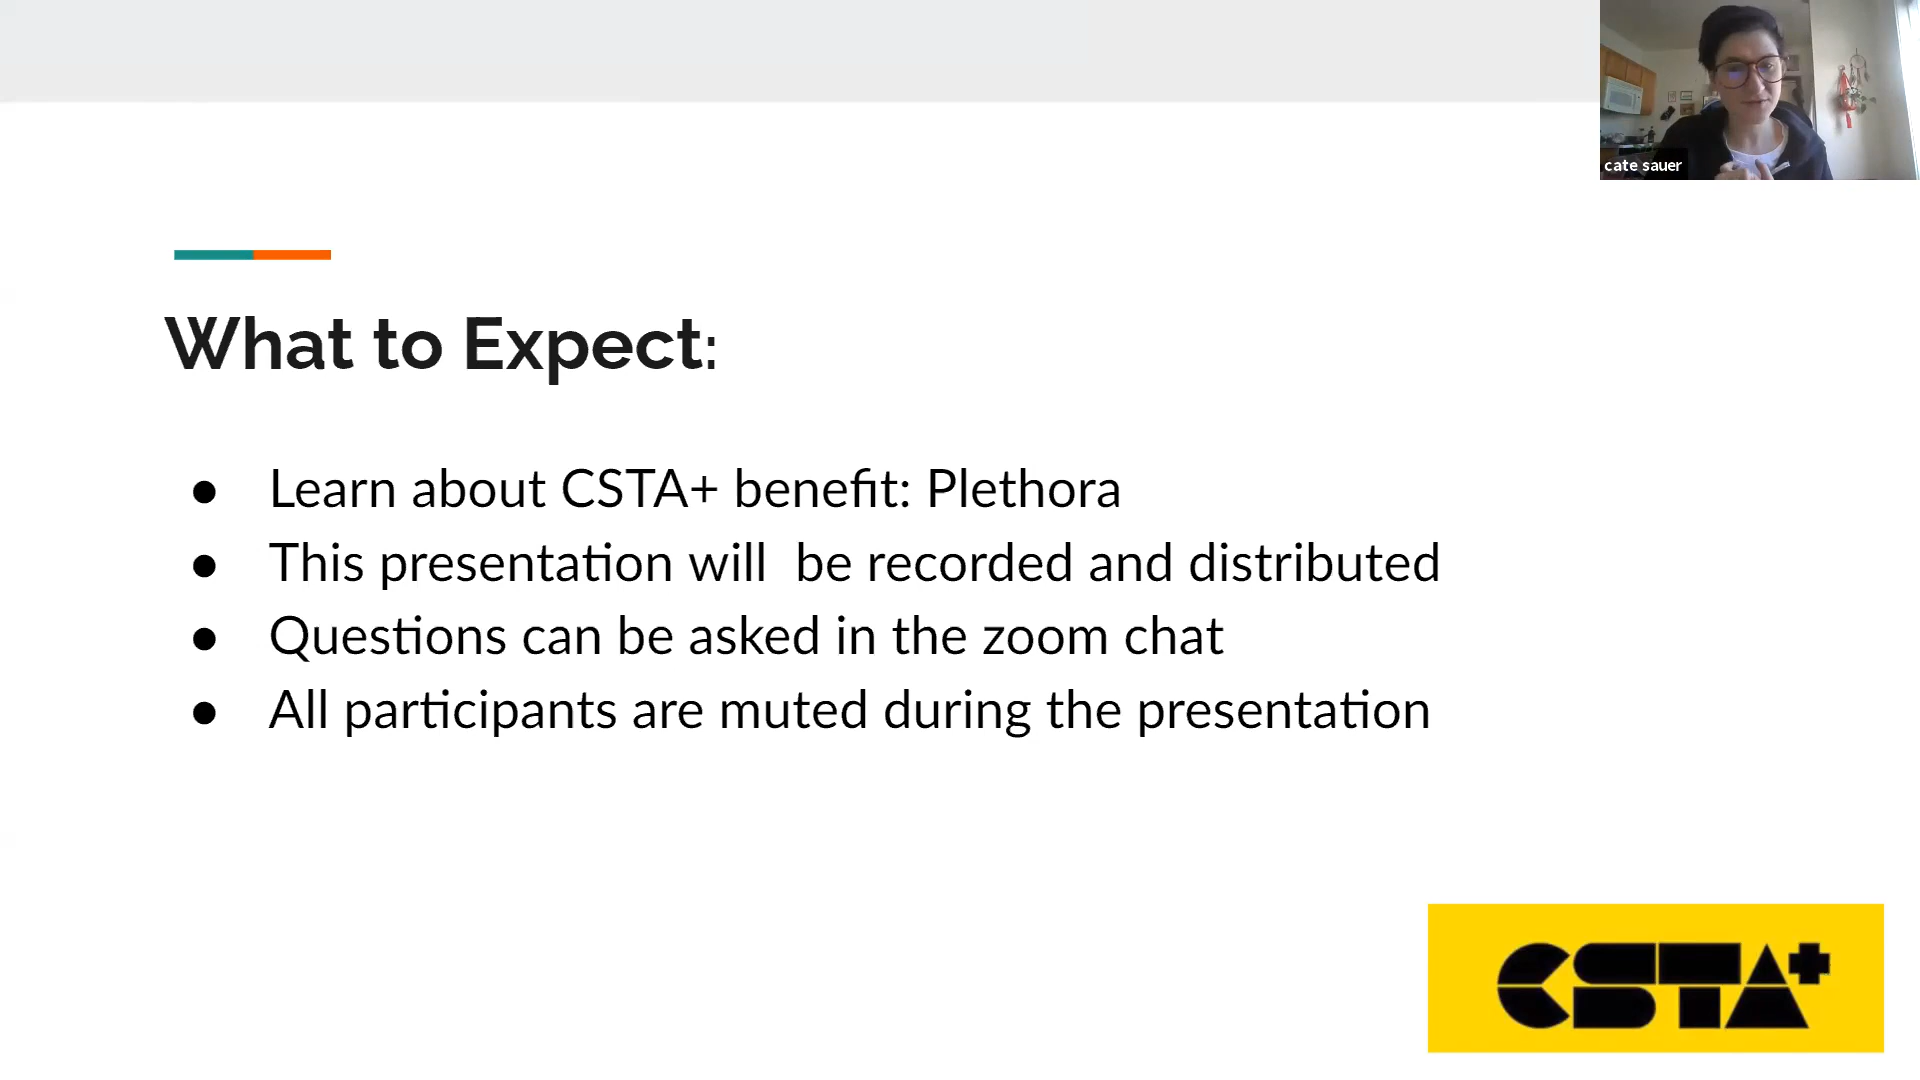 cate sauer
What to Expect:
● Learn about CSTA+ benefit: Plethora
● This presentation will  be recorded and distributed
● Questions can be asked in the zoom chat
● All participants are muted during the presentation
CSTA+